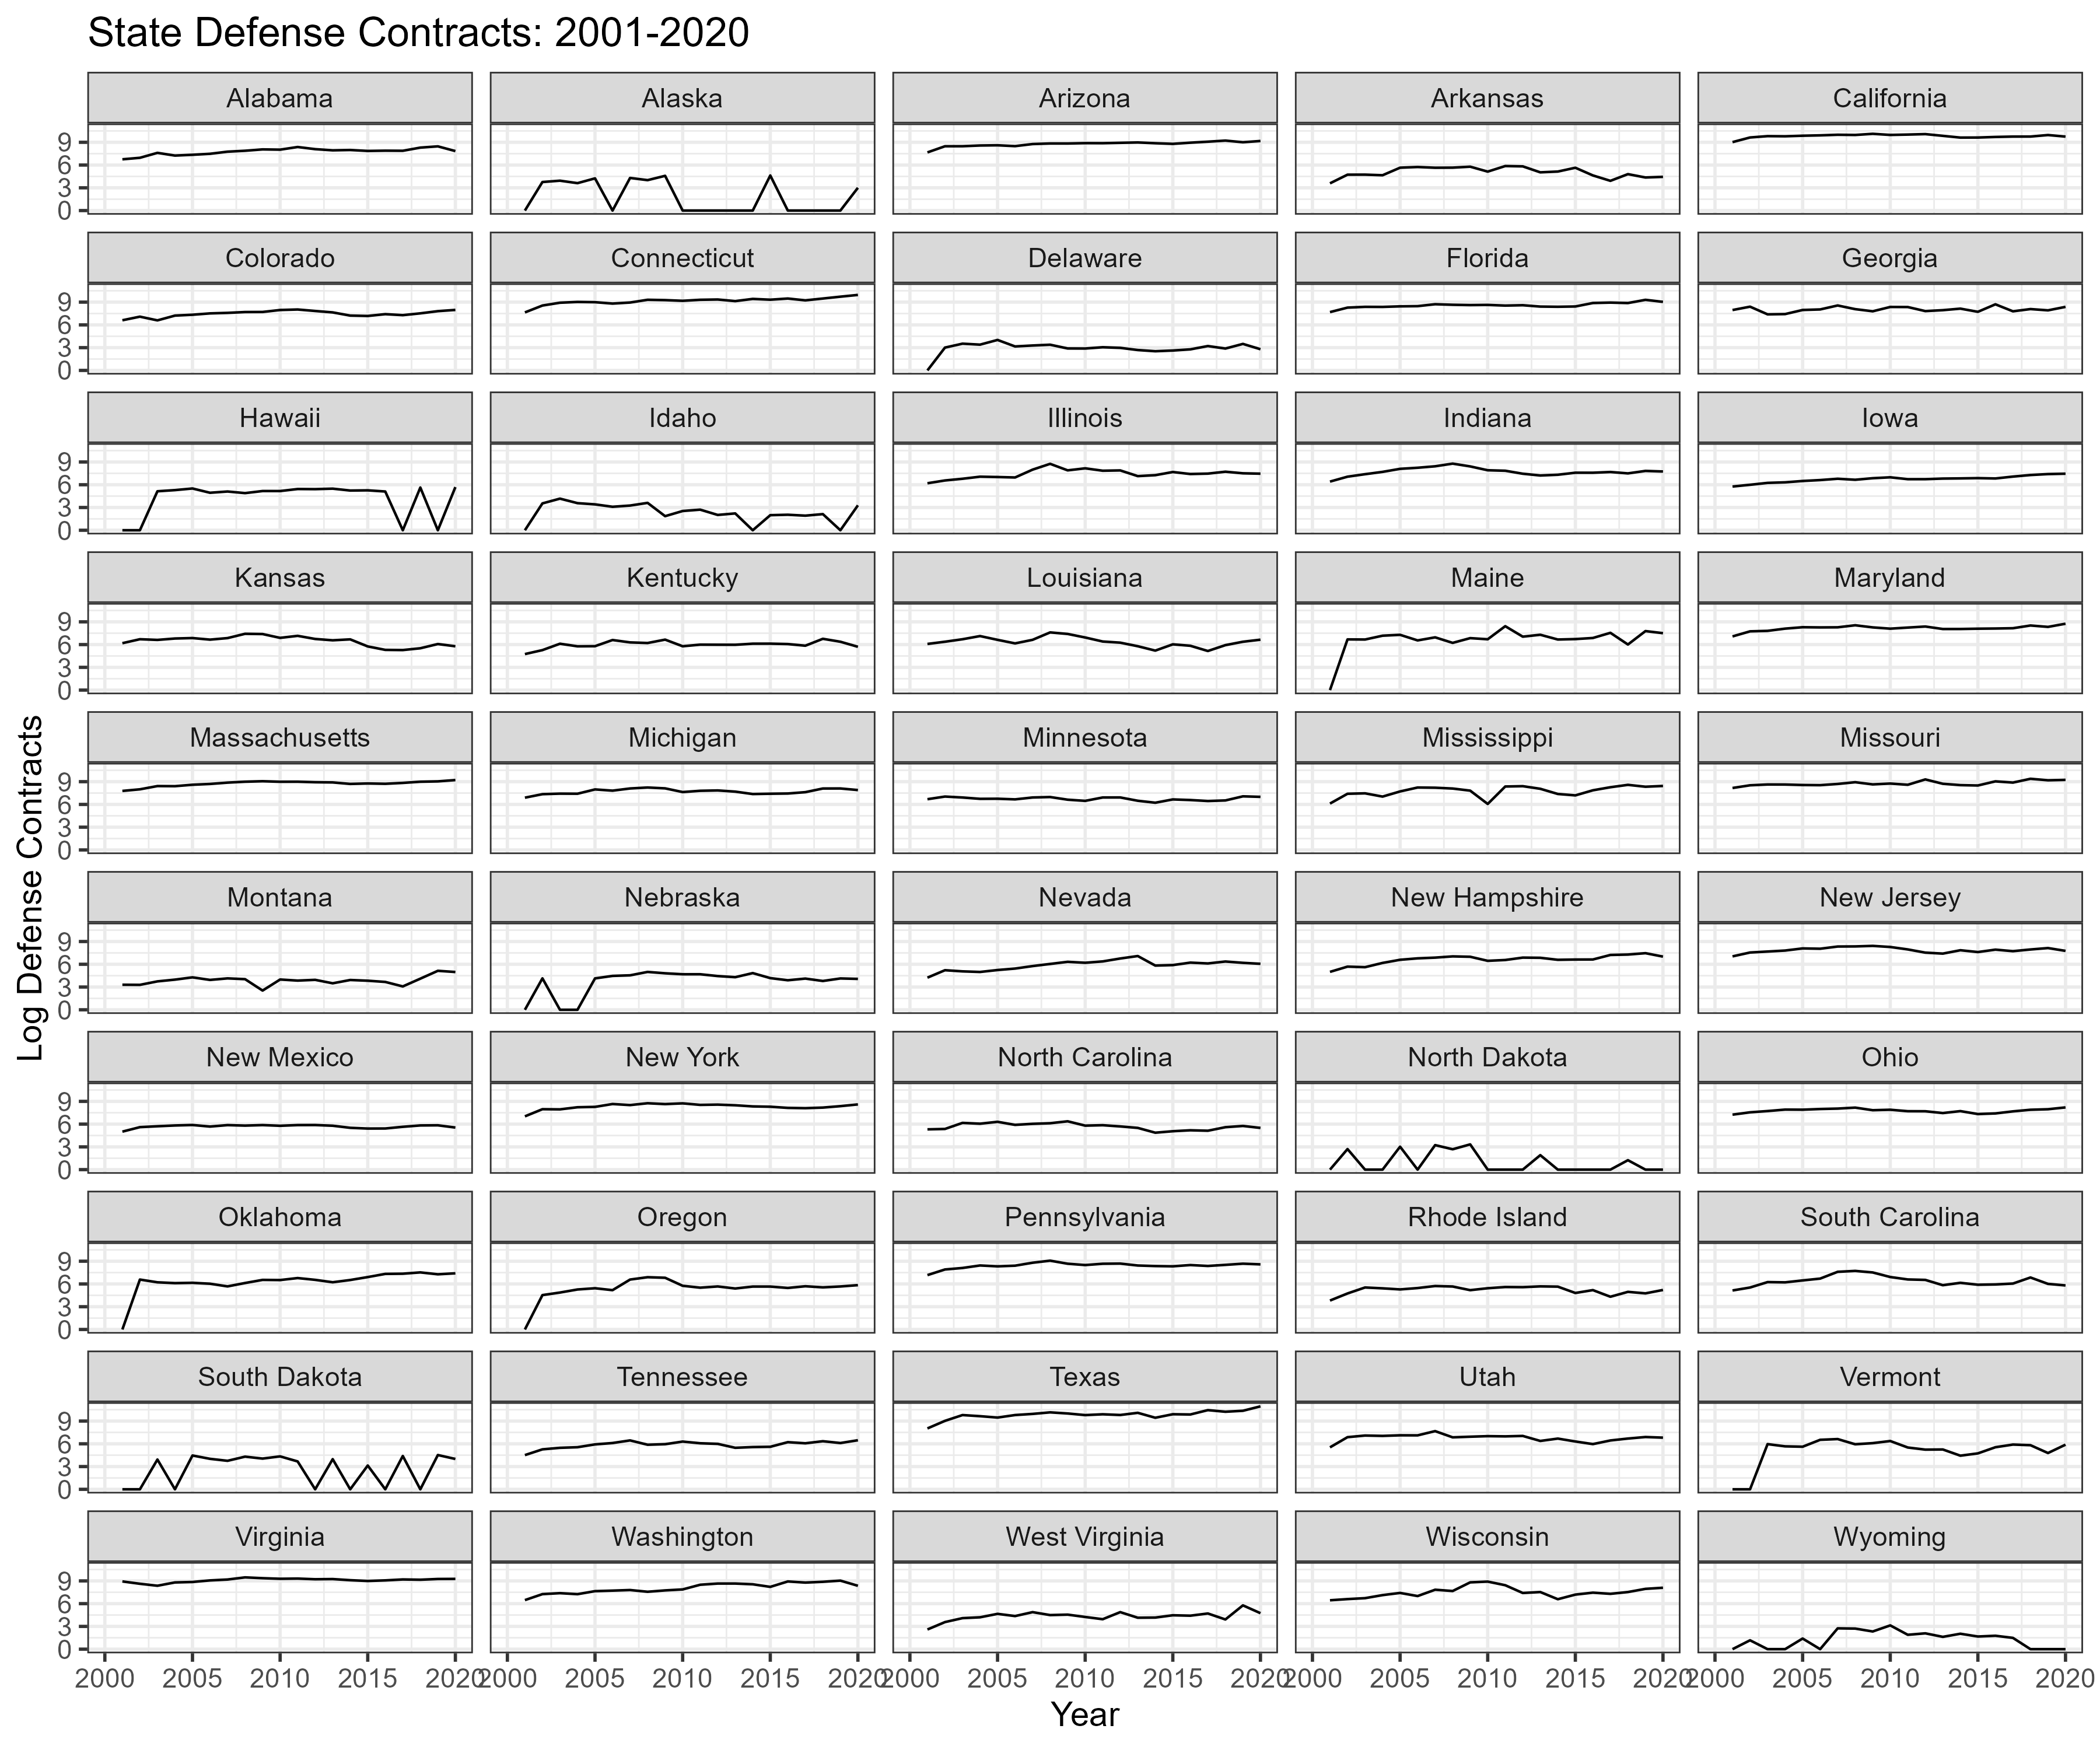 State Defense Contracts: 2001-2020
Alabama Alaska Arizona Arkansas California
9
6
3
0
Colorado Connecticut Delaware Florida Georgia
9
6
3
0
Hawaii Idaho Illinois Indiana Iowa
9
6
3
0
Kansas Kentucky Louisiana Maine Maryland
9
6
3
0
Massachusetts Michigan Minnesota Mississippi Missouri
9
6
3
0
Montana Nebraska Nevada New Hampshire New Jersey
9
6
3
0
New Mexico New York North Carolina North Dakota Ohio
9
6
3
0
Oklahoma Oregon Pennsylvania Rhode Island South Carolina
9
6
3
0
South Dakota Tennessee Texas Utah Vermont
9
6
3
0
Virginia Washington West Virginia Wisconsin Wyoming
9
6
3
0
2000 2005 2010 2015 2020 2000 2005 2010 2015 2020 2000 2005 2010 2015 2020 2000 2005 2010 2015 2020 2000 2005 2010 2015 2020
Year
Log Defense Contracts